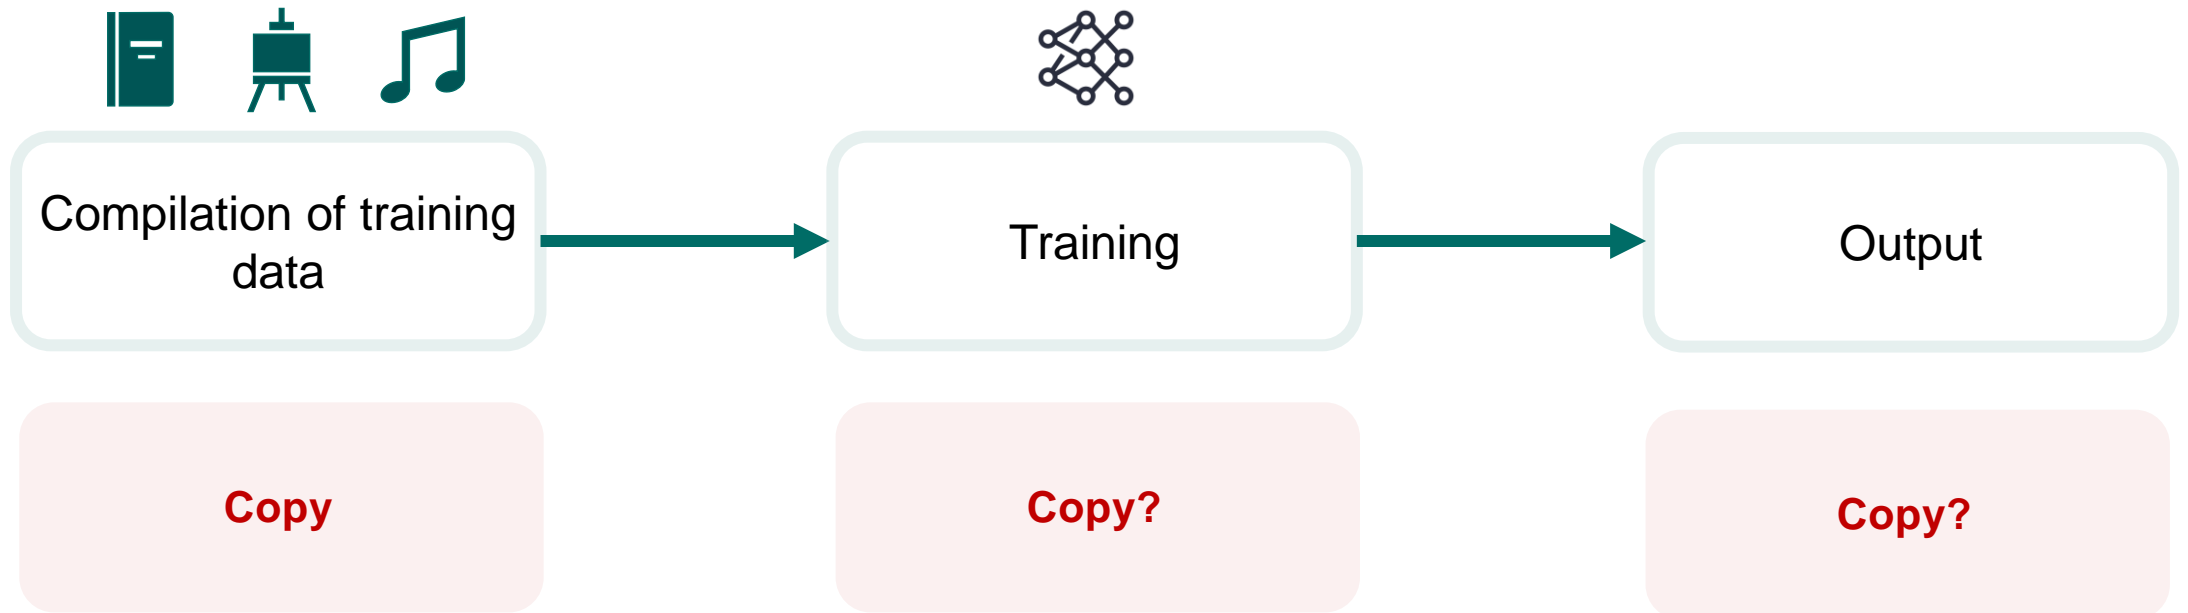 Compilation of training
data
Training
Output
Copy
Copy?
Copy?